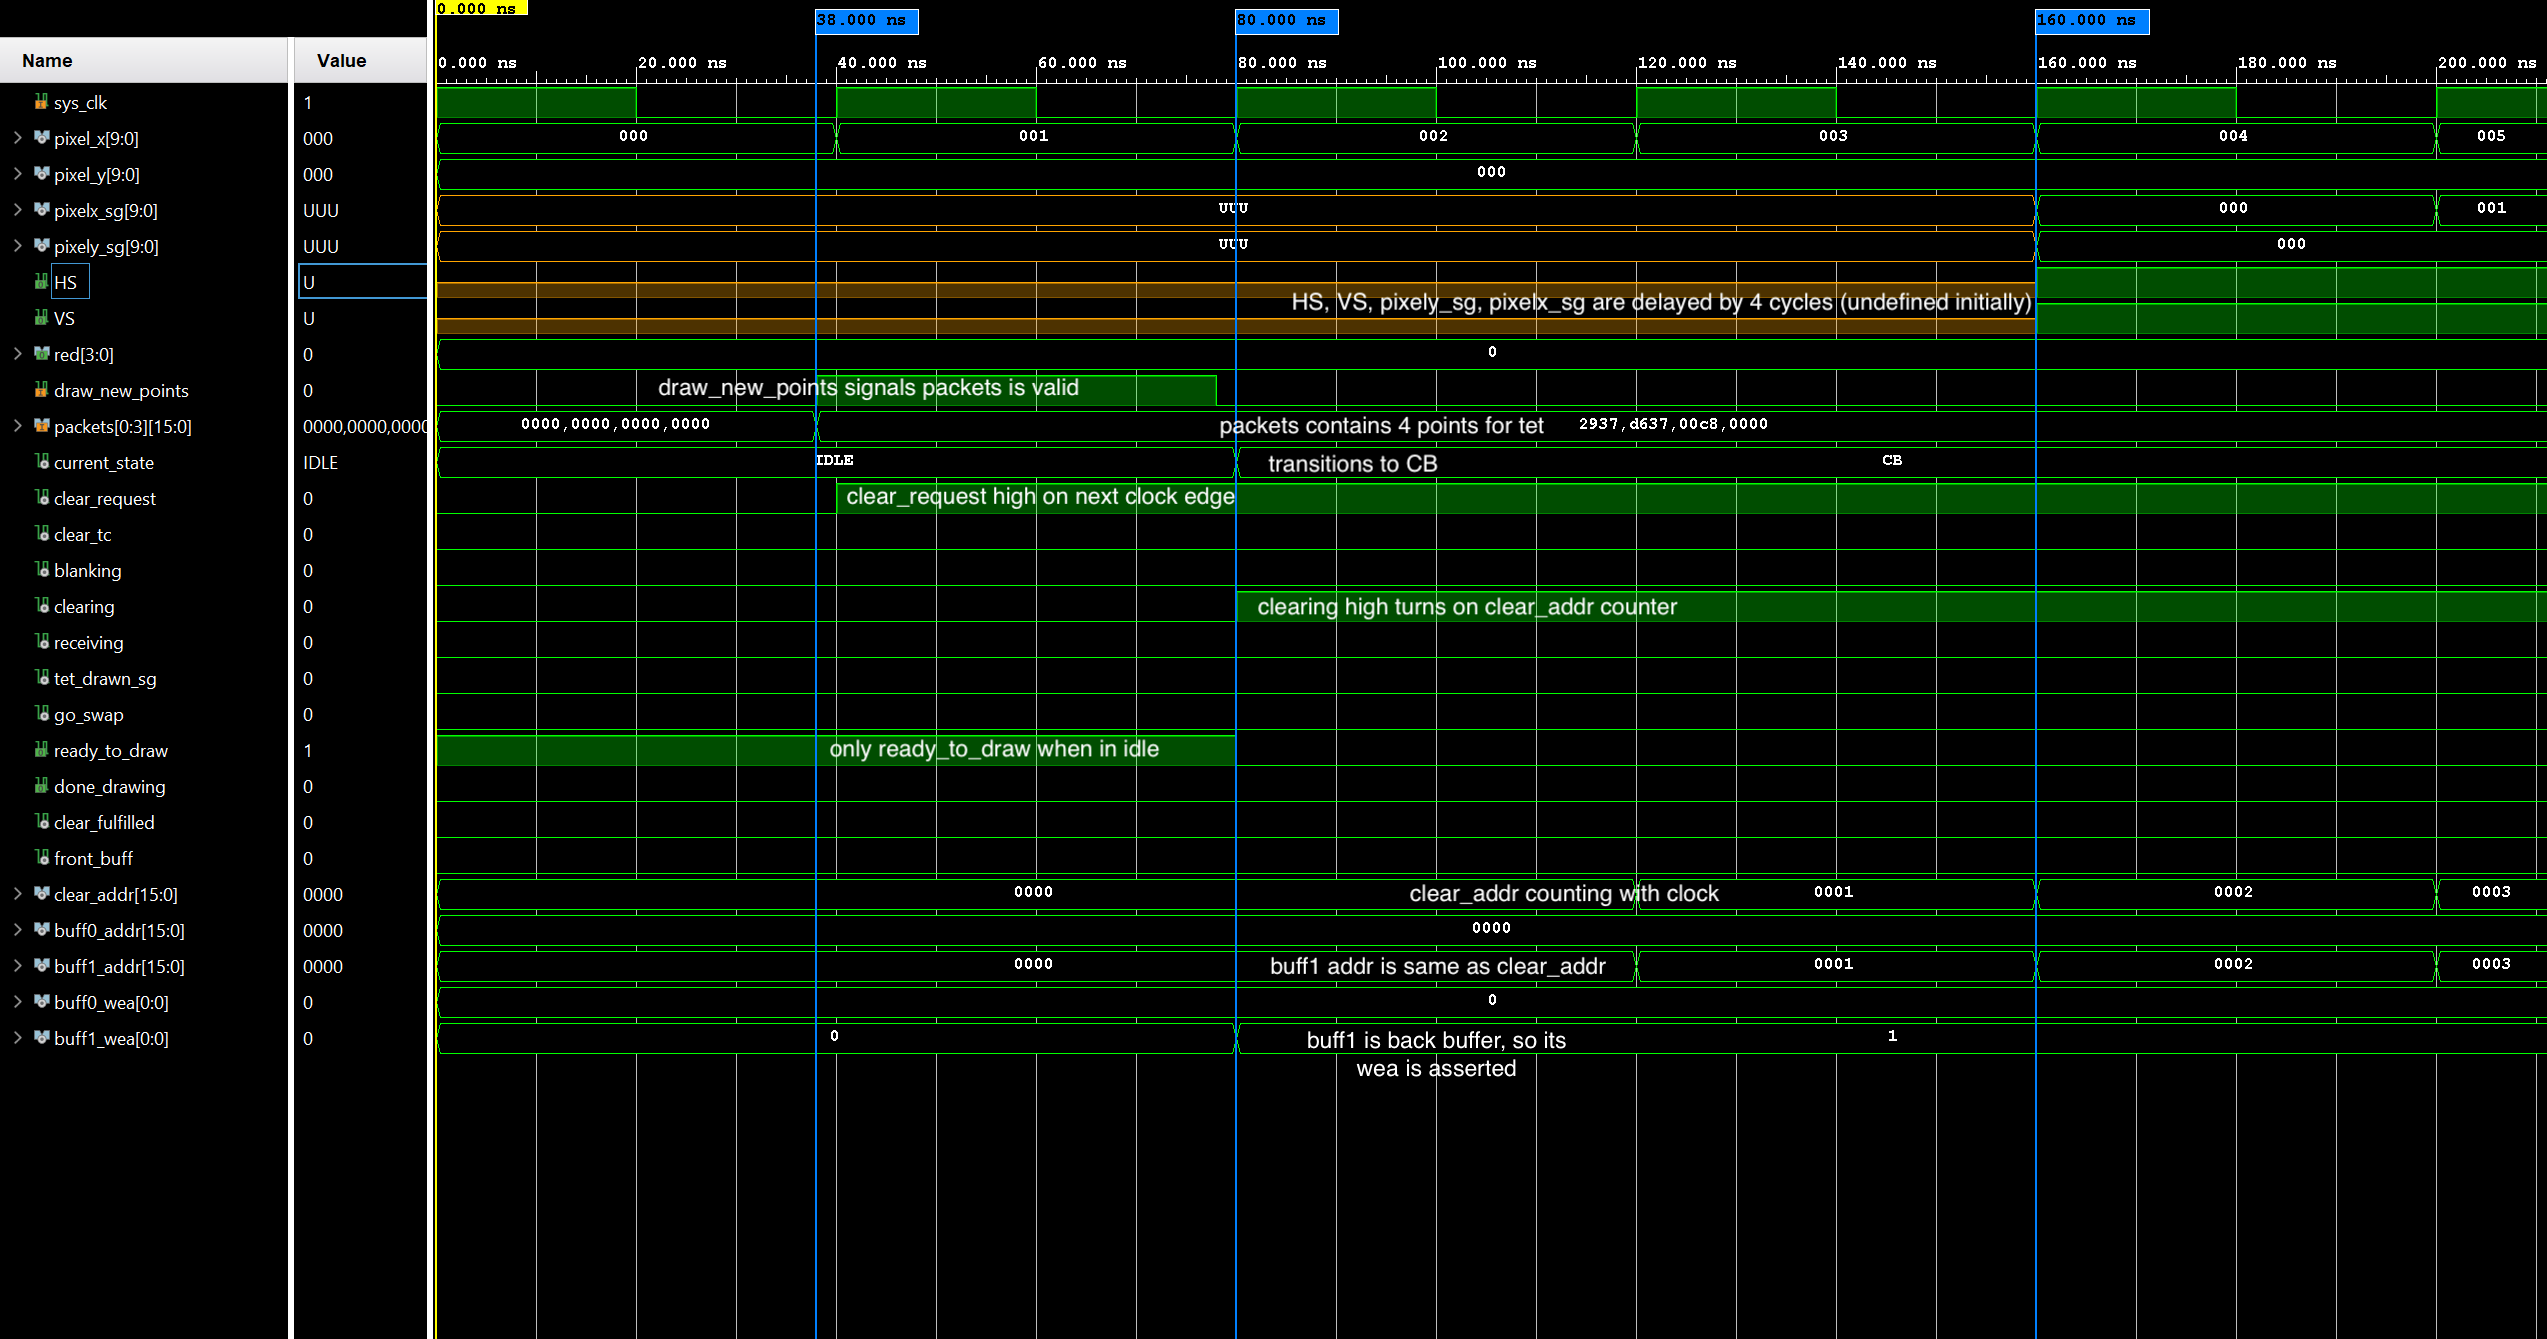 0.000 ns
38.000 ns 80.000 ns 160.000 ns
Name Value 0.000 ns 20.000 ns 40.000 ns 60.000 ns 80.000 ns 100.000 ns 120.000 ns 140.000 ns 160.000 ns 180.000 ns 200.000 ns
sys_clk 1
pixel_x[9:0] 000 000 001 002 003 004 005
pixel_y[9:0] 000 000
pixelx_sg[9:0] UUU UUU 000 001
pixely_sg[9:0] UUU UUU 000
HS U
HS, VS, pixely_sg, pixelx_sg are delayed by 4 cycles (undefined initially)
VS U
red[3:0] 0 0
draw_new_points 0 draw_new_points signals packets is valid
packets[0:3][15:0] 0000,0000,0000 0000,0000,0000,0000 packets contains 4 points for tet 2937,d637,00c8,0000
current_state IDLE IDLE transitions to CB CB
clear_request 0 clear_request high on next clock edge
clear_tc 0
blanking 0
clearing 0 clearing high turns on clear_addr counter
receiving 0
tet_drawn_sg 0
go_swap 0
ready_to_draw 1 only ready_to_draw when in idle
done_drawing 0
clear_fulfilled 0
front_buff 0
clear_addr[15:0] 0000 0000 clear_addr counting with clock 0001 0002 0003
buff0_addr[15:0] 0000 0000
buff1_addr[15:0] 0000 0000 buff1 addr is same as clear_addr 0001 0002 0003
buff0_wea[0:0] 0 0
buff1_wea[0:0] 0 0 buff1 is back buffer, so its 1
wea is asserted